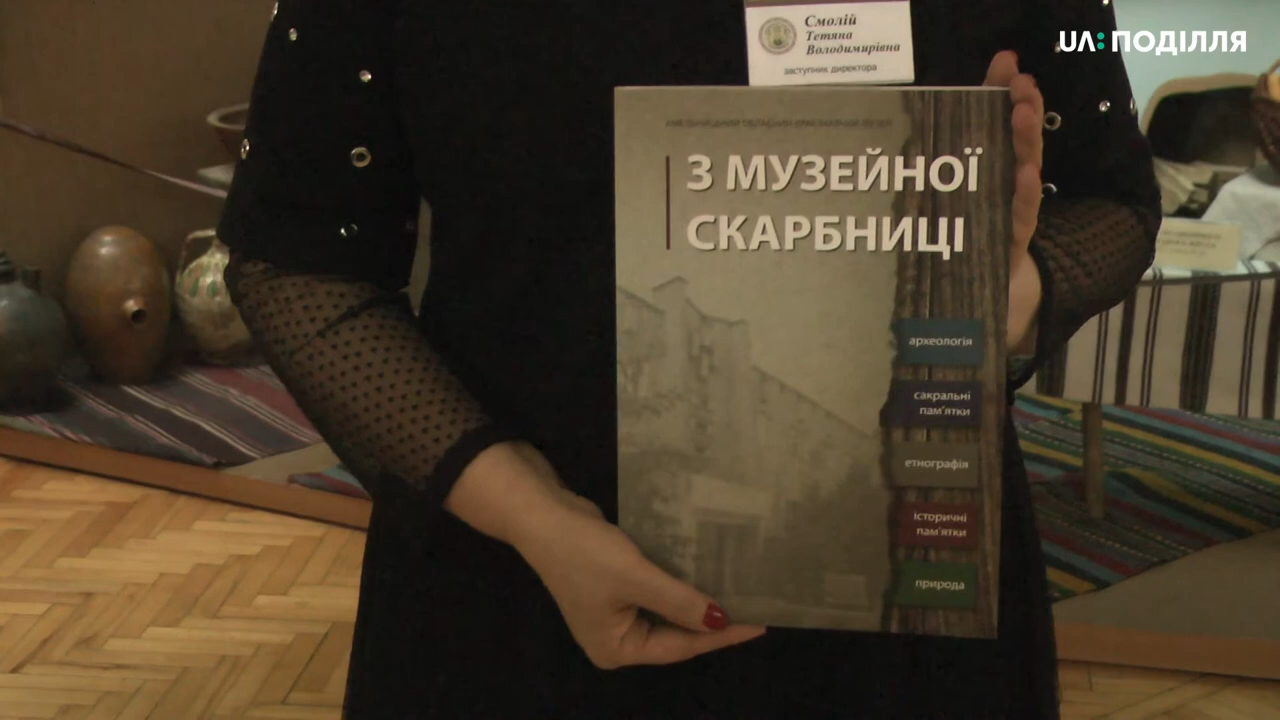 Смолій
Тетяна
Володимирівна
заступник директора
UA:ПОДІЛЛЯ
З МУЗЕЙНОЇ
СКАРБНИЦІ
археологія
сакральні
пам'ятки
етнографія
історичні
пам'ятки
природа